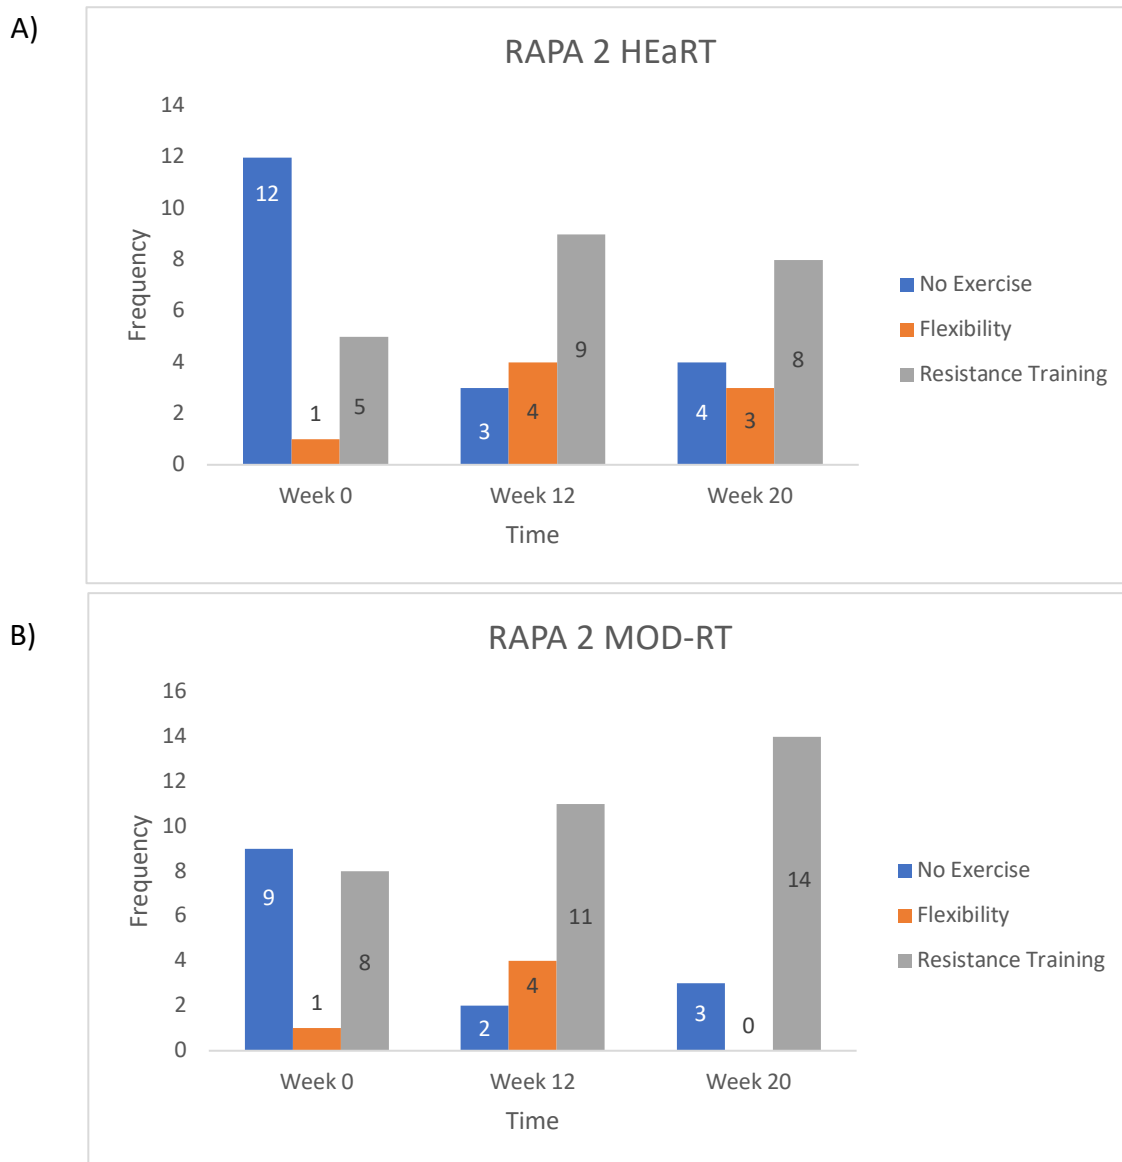 A)
RAPA 2 HEaRT
14
12
10
8
6
4
2
0
Frequency
12
1
5
3
4
9
4
3
8
Week 0
Week 12
Week 20
Time
No Exercise
Flexibility
Resistance Training
B)
RAPA 2 MOD-RT
16
14
12
10
8
6
4
2
0
Frequency
9
1
8
2
4
11
3
0
14
Week 0
Week 12
Week 20
Time
No Exercise
Flexibility
Resistance Training